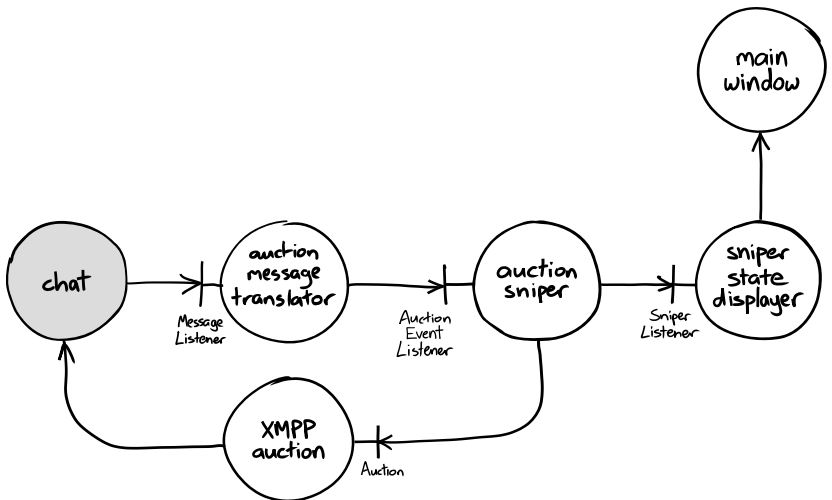 main
window
chat
Message
Listener
auction
message
translator
Auction
Event
Listener
auction
sniper
Sniper
Listener
sniper
state
displayer
XMPP
auction
Auction